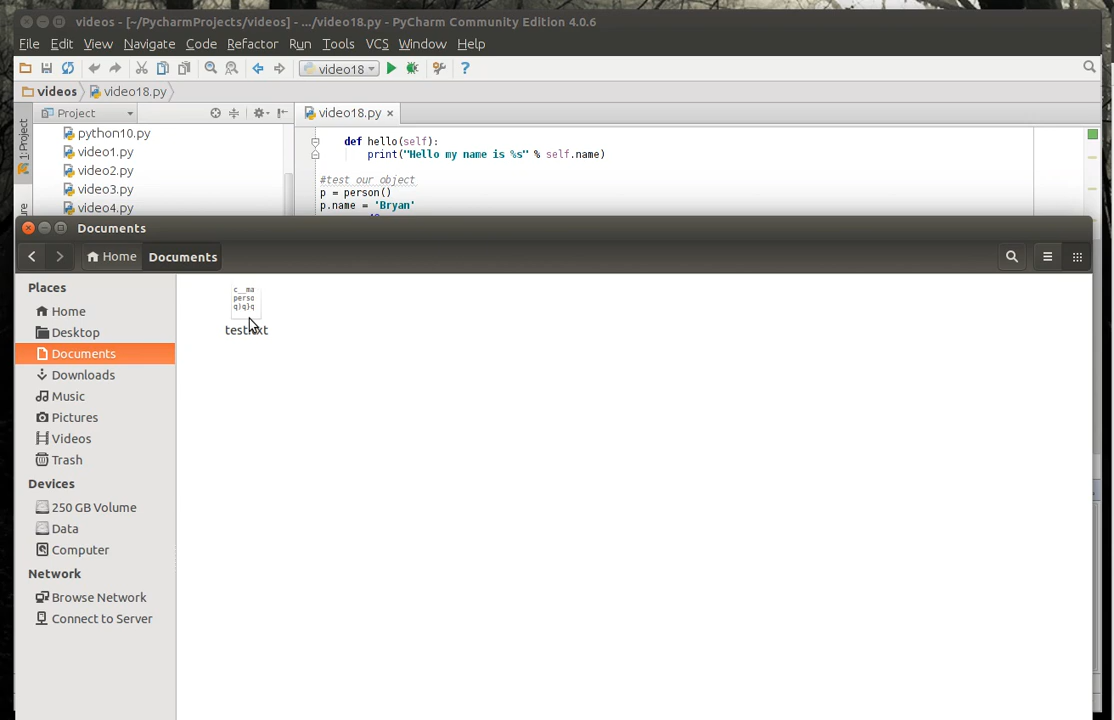 videos - [~/PycharmProjects/videos] - .../video18.py - PyCharm Community Edition 4.0.6
File Edit View Navigate Code Refactor Run Tools VCS Window Help
video18
videos video18.py
Project
video18.py
1: Project
python10.py
video1.py
video2.py
video3.py
video4.py
def hello(self):
print("Hello my name is %s" % self.name)
#test our object
p = person()
p.name = 'Bryan'
Documents
Home Documents
Places
Home
Desktop
Documents
Downloads
Music
Pictures
Videos
Trash
Devices
250 GB Volume
Data
Computer
Network
Browse Network
Connect to Server
c__ma
perso
q)q}q